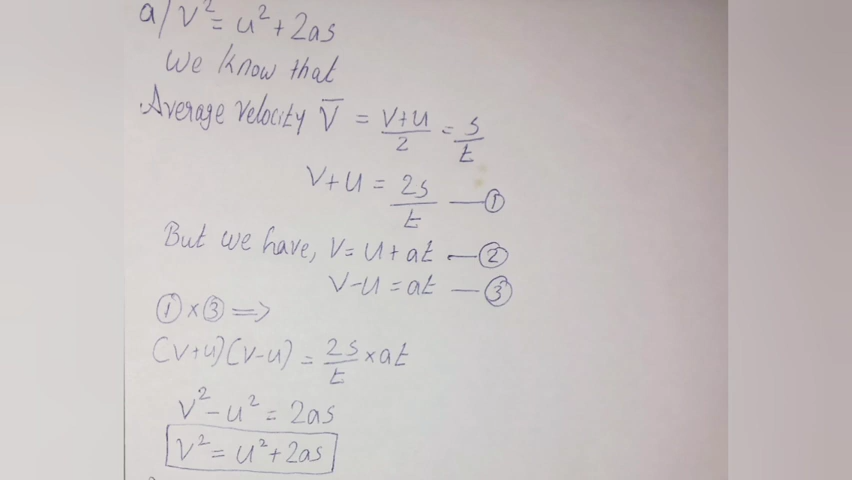 a) v² = u² + 2as
We know that
Average velocity V̅ = v+u/2 = s/t
v+u = 2s/t —①
But we have, v = u + at —②
v-u = at —③
① × ③ ⟹
(v+u)(v-u) = 2s/t × at
v² - u² = 2as
v² = u² + 2as